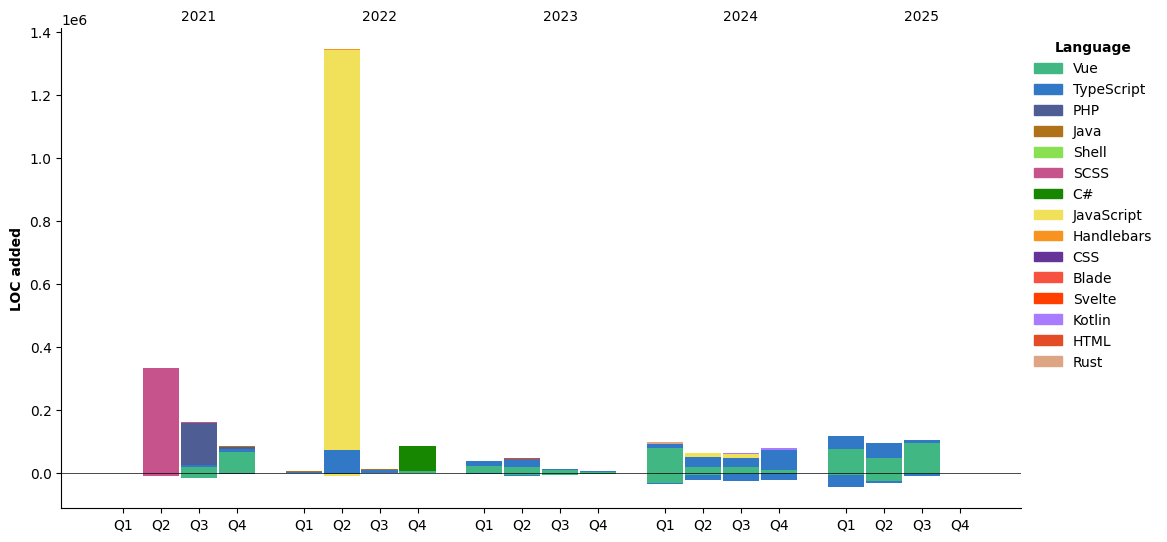 2021 2022 2023 2024 2025
1e6
1.4
1.2
1.0
0.8
0.6
0.4
0.2
0.0
LOC added
Q1 Q2 Q3 Q4 Q1 Q2 Q3 Q4 Q1 Q2 Q3 Q4 Q1 Q2 Q3 Q4 Q1 Q2 Q3 Q4
Language
Vue
TypeScript
PHP
Java
Shell
SCSS
C#
JavaScript
Handlebars
CSS
Blade
Svelte
Kotlin
HTML
Rust